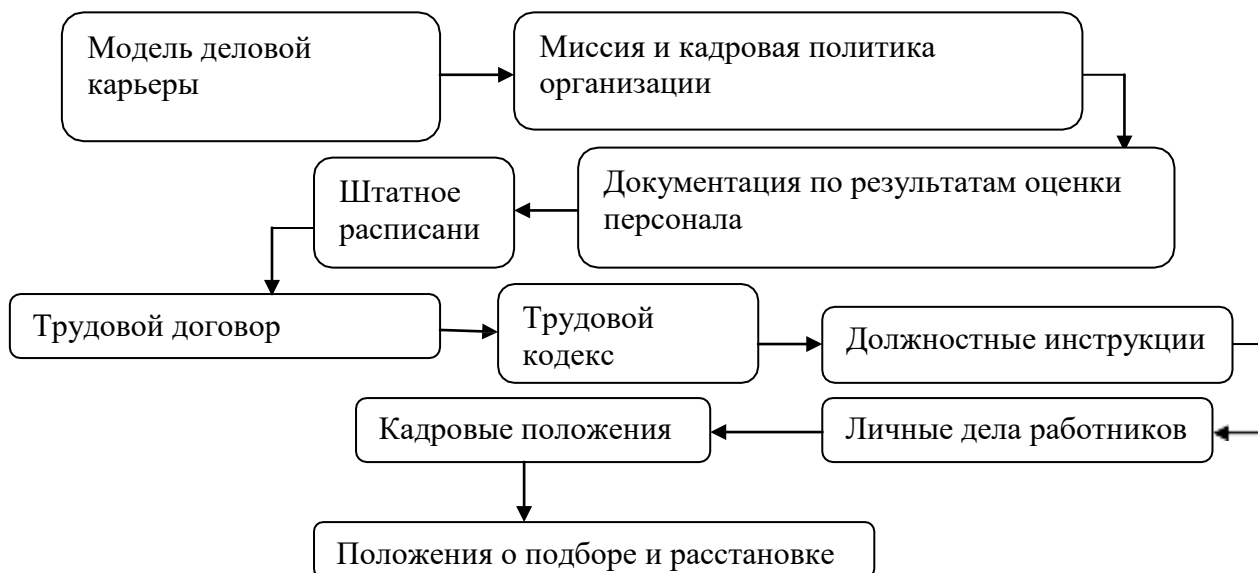 Модель деловой
карьеры
Миссия и кадровая политика
организации
Документация по результатам оценки
персонала
Штатное
расписани
Трудовой договор
Трудовой
кодекс
Должностные инструкции
Личные дела работников
Кадровые положения
Положения о подборе и расстановке